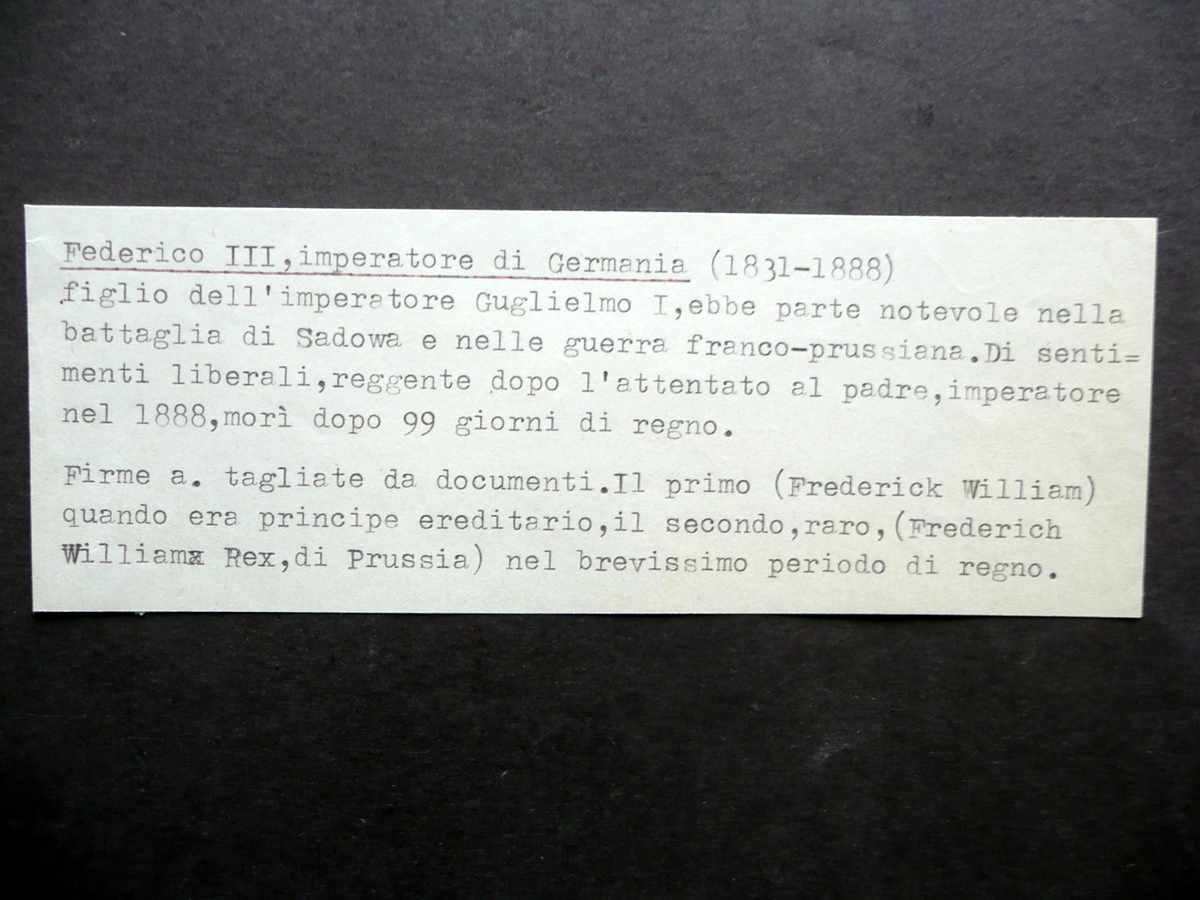 Federico III,imperatore di Germania (1831-1888)
figlio dell'imperatore Guglielmo I,ebbe parte notevole nella
battaglia di Sadowa e nelle guerra franco-prussiana.Di senti=
menti liberali,reggente dopo l'attentato al padre,imperatore
nel 1888,morì dopo 99 giorni di regno.
Firme a. tagliate da documenti.Il primo (Frederick William)
quando era principe ereditario,il secondo,raro,(Frederich
Williamx Rex,di Prussia) nel brevissimo periodo di regno.